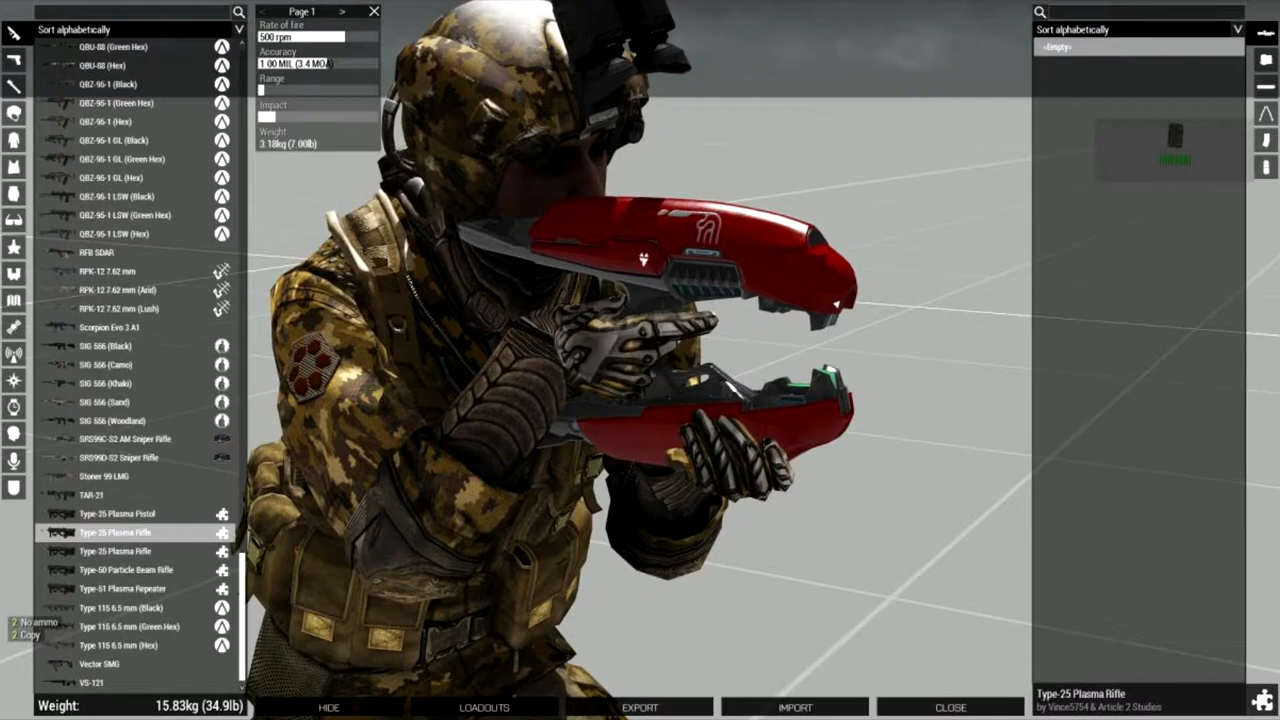 Sort alphabetically
QBU-88 (Green Hex)
QBU-88 (Hex)
QBZ-95-1 (Black)
QBZ-95-1 (Green Hex)
QBZ-95-1 (Hex)
QBZ-95-1 GL (Black)
QBZ-95-1 GL (Green Hex)
QBZ-95-1 GL (Hex)
QBZ-95-1 LSW (Black)
QBZ-95-1 LSW (Green Hex)
QBZ-95-1 LSW (Hex)
RFB SDAR
RPK-12 7.62 mm
RPK-12 7.62 mm (Arid)
RPK-12 7.62 mm (Lush)
Scorpion Evo 3 A1
SIG 556 (Black)
SIG 556 (Camo)
SIG 556 (Khaki)
SIG 556 (Sand)
SIG 556 (Woodland)
SRS99C-S2 AM Sniper Rifle
SRS99D-S2 Sniper Rifle
Stoner 99 LMG
TAR-21
Type-25 Plasma Pistol
Type-25 Plasma Rifle
Type-25 Plasma Rifle
Type-50 Particle Beam Rifle
Type-51 Plasma Repeater
Type 115 6.5 mm (Black)
Type 115 6.5 mm (Green Hex)
Type 115 6.5 mm (Hex)
Vector SMG
VS-121
2: No ammo
2: Copy
Weight: 15.83kg (34.9lb)
Page 1 >
Rate of fire
500 rpm
Accuracy
1.00 MIL (3.4 MOA)
Range
Impact
Weight
3.18kg (7.00lb)
HIDE
LOADOUTS
EXPORT
IMPORT
CLOSE
Sort alphabetically
<Empty>
Type-25 Plasma Rifle
by Vince5754 & Article 2 Studios